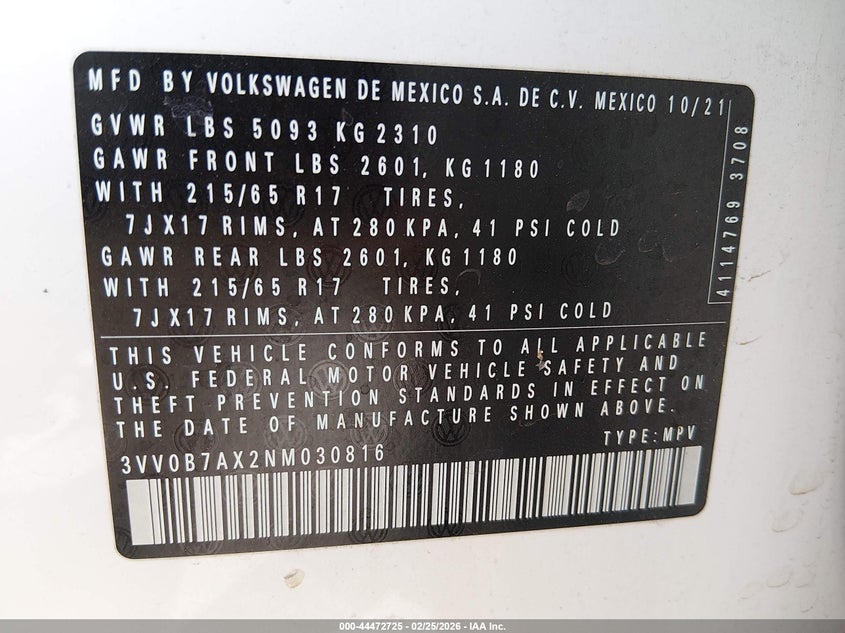 MFD BY VOLKSWAGEN DE MEXICO S.A. DE C.V. MEXICO 10/21
GVWR LBS 5093 KG 2310
GAWR FRONT LBS 2601, KG 1180
WITH 215/65 R17 TIRES,
7JX17 RIMS, AT 280 KPA, 41 PSI COLD
GAWR REAR LBS 2601, KG 1180
WITH 215/65 R17 TIRES,
7JX17 RIMS, AT 280 KPA, 41 PSI COLD
4114769 3708
THIS VEHICLE CONFORMS TO ALL APPLICABLE
U.S. FEDERAL MOTOR VEHICLE SAFETY AND
THEFT PREVENTION STANDARDS IN EFFECT ON
THE DATE OF MANUFACTURE SHOWN ABOVE.
TYPE: MPV
3VV0B7AX2NM030816
000-44472725 - 02/25/2026 - IAA Inc.